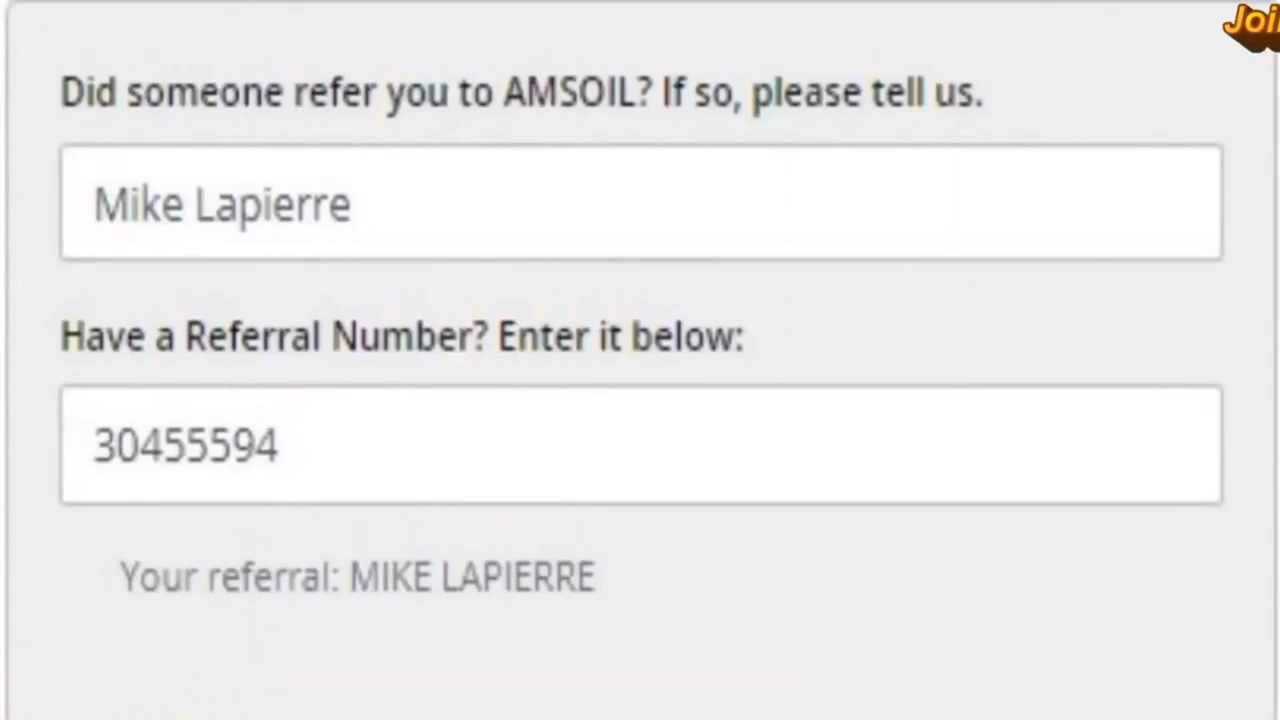 Joi
Did someone refer you to AMSOIL? If so, please tell us.
Mike Lapierre
Have a Referral Number? Enter it below:
30455594
Your referral: MIKE LAPIERRE